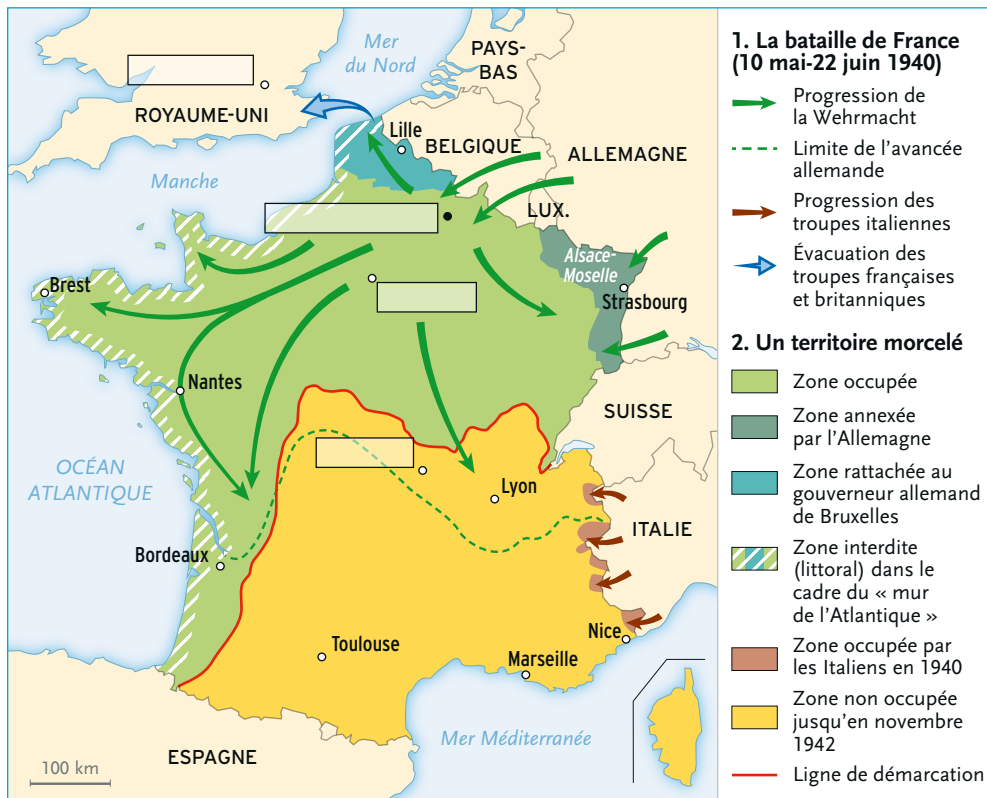 Mer
du Nord
PAYS-
BAS
ROYAUME-UNI
Lille
BELGIQUE
ALLEMAGNE
Manche
LUX.
Alsace-
Moselle
Brest
Strasbourg
Nantes
SUISSE
OCÉAN
ATLANTIQUE
Lyon
ITALIE
Bordeaux
Nice
Toulouse
Marseille
Mer Méditerranée
ESPAGNE
100 km
1. La bataille de France
(10 mai-22 juin 1940)
Progression de
la Wehrmacht
Limite de l'avancée
allemande
Progression des
troupes italiennes
Évacuation des
troupes françaises
et britanniques
2. Un territoire morcelé
Zone occupée
Zone annexée
par l'Allemagne
Zone rattachée au
gouverneur allemand
de Bruxelles
Zone interdite
(littoral) dans le
cadre du « mur
de l'Atlantique »
Zone occupée par
les Italiens en 1940
Zone non occupée
jusqu'en novembre
1942
Ligne de démarcation